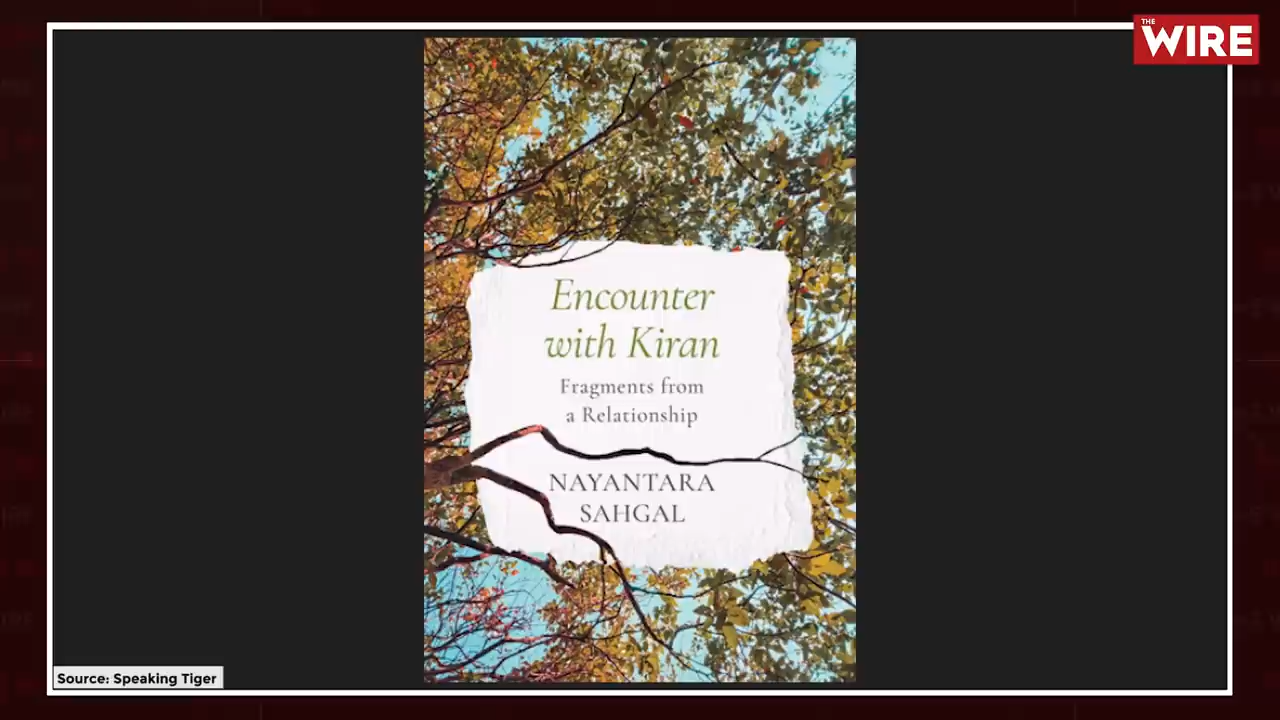 THE
WIRE
Encounter
with Kiran
Fragments from
a Relationship
NAYANTARA
SAHGAL
Source: Speaking Tiger